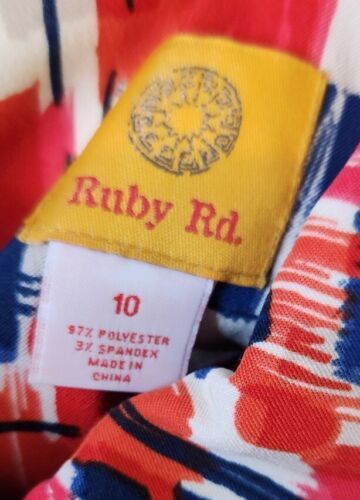 Ruby Rd.
10
97% POLYESTER
3% SPANDEX
MADE IN
CHINA